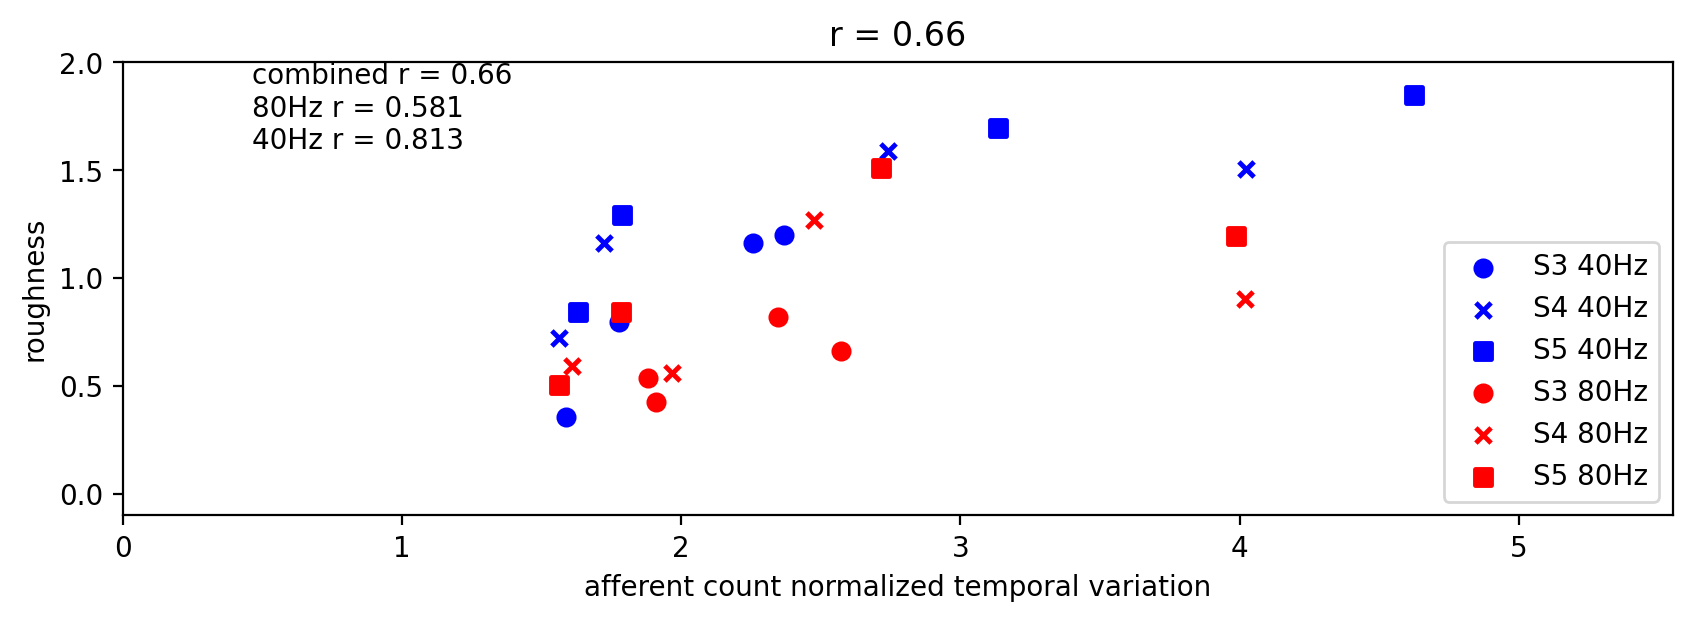 r = 0.66
combined r = 0.66
80Hz r = 0.581
40Hz r = 0.813
2.0
1.5
1.0
0.5
0.0
roughness
S3 40Hz
S4 40Hz
S5 40Hz
S3 80Hz
S4 80Hz
S5 80Hz
0 1 2 3 4 5
afferent count normalized temporal variation